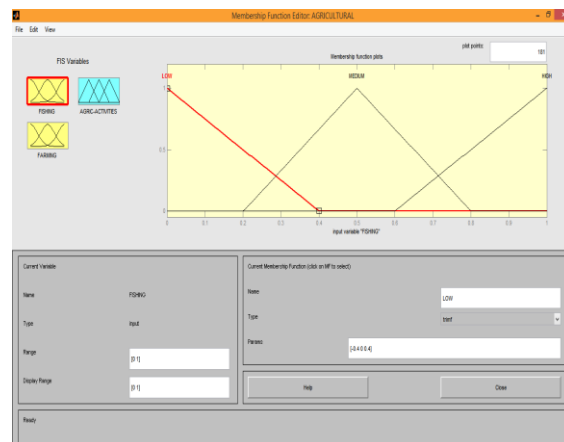 Membership Function Editor: AGRICULTURAL
File Edit View
FIS Variables
FISHING
AGRIC-ACTIVITIES
FARMING
Membership function plots
plot points:
181
LOW
MEDIUM
HIGH
1
0.5
0
0 0.1 0.2 0.3 0.4 0.5 0.6 0.7 0.8 0.9 1
input variable "FISHING"
Current Variable
Name FISHING
Type input
Range [0 1]
Display Range [0 1]
Current Membership Function (click on MF to select)
Name LOW
Type trimf
Params [-0.4 0 0.4]
Help Close
Ready